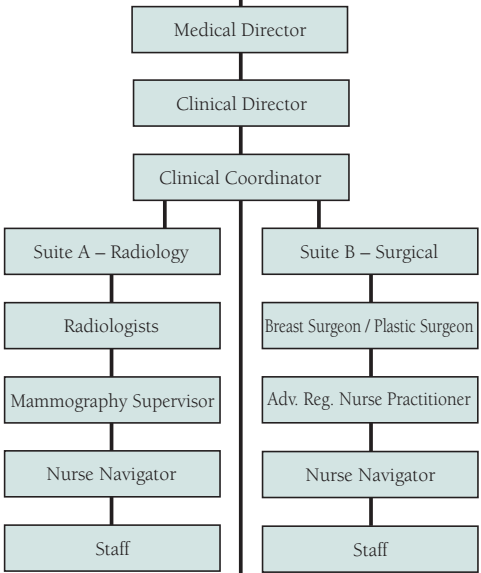 Medical Director
Clinical Director
Clinical Coordinator
Suite A – Radiology
Suite B – Surgical
Radiologists
Breast Surgeon / Plastic Surgeon
Mammography Supervisor
Adv. Reg. Nurse Practitioner
Nurse Navigator
Nurse Navigator
Staff
Staff